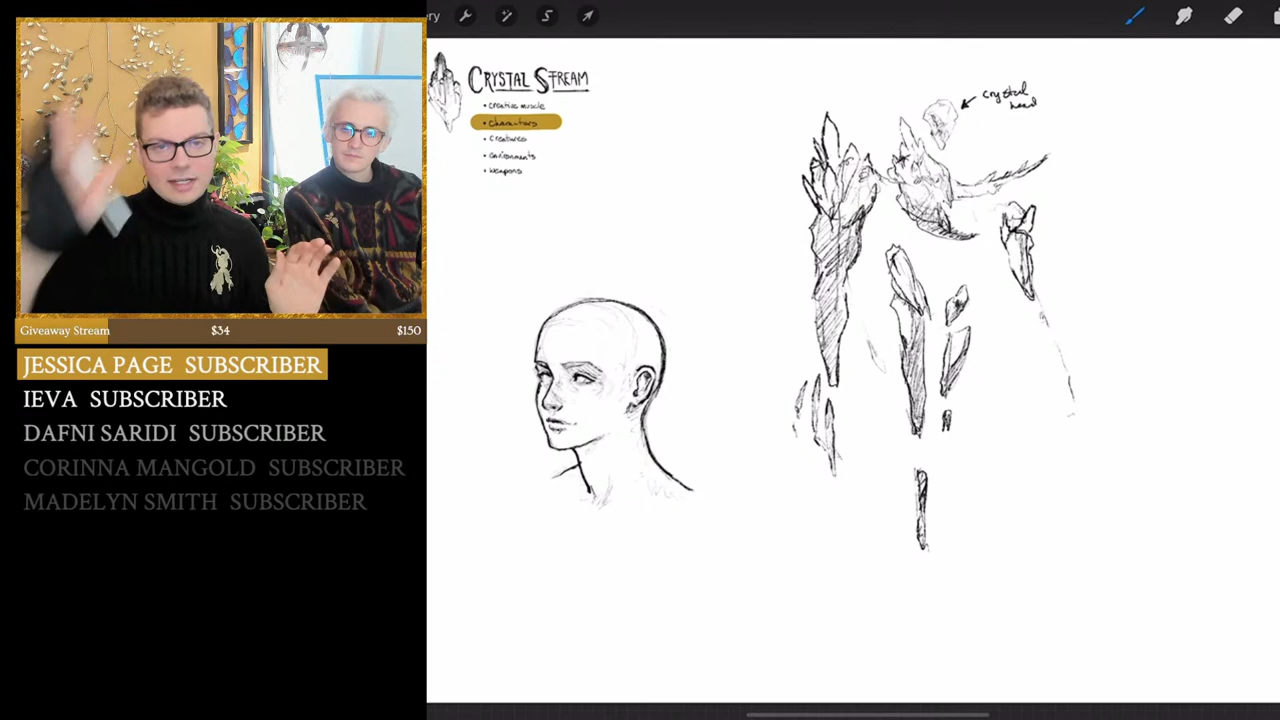 ry
Giveaway Stream $34 $150
JESSICA PAGE SUBSCRIBER
IEVA SUBSCRIBER
DAFNI SARIDI SUBSCRIBER
CORINNA MANGOLD SUBSCRIBER
MADELYN SMITH SUBSCRIBER
CRYSTAL STREAM
• creative muscle
• characters
• creatures
• environments
• weapons
crystal
head